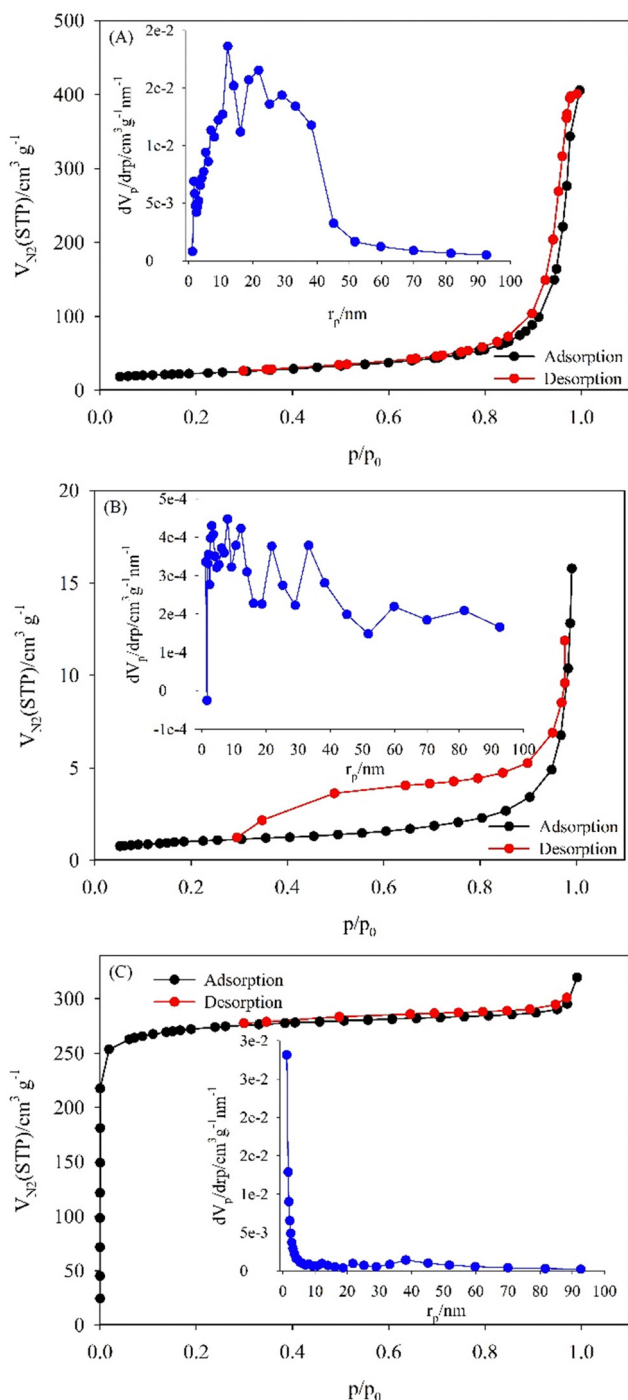 (A)
2e-2
2e-2
1e-2
5e-3
0
dV_p/drp/cm³g⁻¹nm⁻¹
0 10 20 30 40 50 60 70 80 90 100
r_p/nm
500
400
300
200
100
0
V_N2(STP)/cm³ g⁻¹
Adsorption
Desorption
0.0 0.2 0.4 0.6 0.8 1.0
p/p₀
(B)
5e-4
4e-4
3e-4
2e-4
1e-4
0
-1e-4
dV_p/drp/cm³g⁻¹nm⁻¹
0 10 20 30 40 50 60 70 80 90 100
r_p/nm
20
15
10
5
0
V_N2(STP)/cm³ g⁻¹
Adsorption
Desorption
0.0 0.2 0.4 0.6 0.8 1.0
p/p₀
(C)
Adsorption
Desorption
300
250
200
150
100
50
0
V_N2(STP)/cm³ g⁻¹
3e-2
2e-2
2e-2
1e-2
5e-3
0
dV_p/drp/cm³g⁻¹nm⁻¹
0 10 20 30 40 50 60 70 80 90 100
r_p/nm
0.0 0.2 0.4 0.6 0.8 1.0
p/p₀